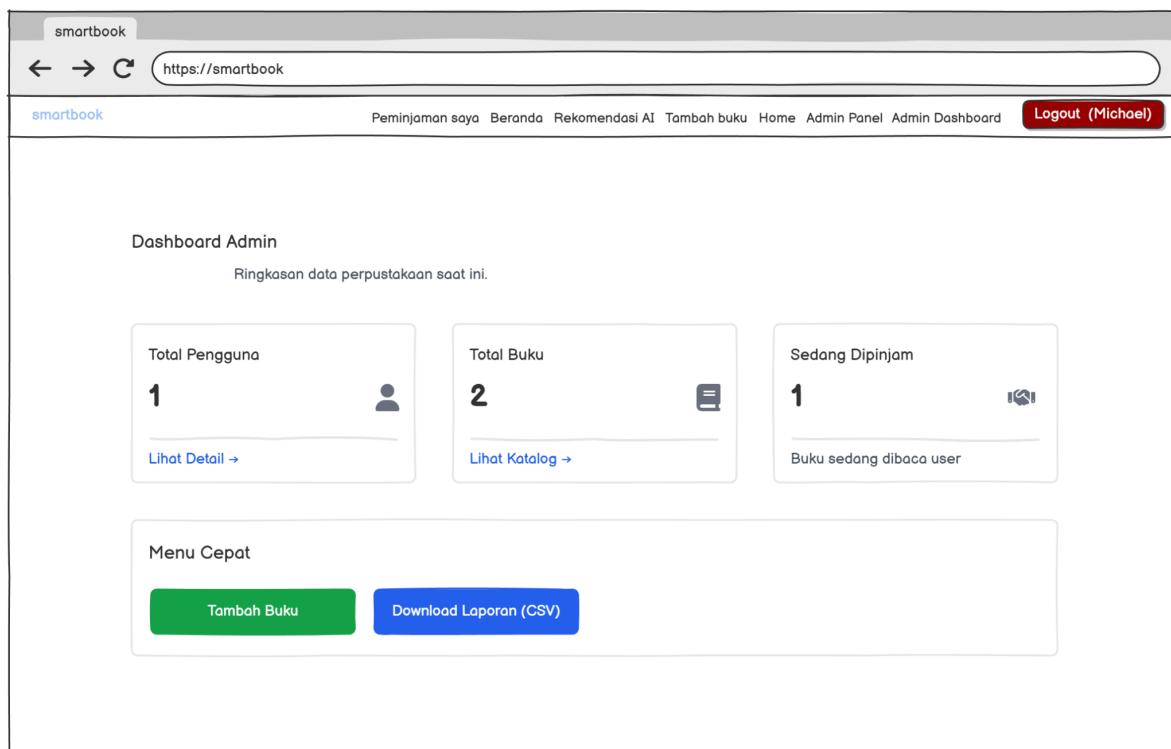 smartbook
https://smartbook
smartbook
Peminjaman saya Beranda Rekomendasi AI Tambah buku Home Admin Panel Admin Dashboard Logout (Michael)
Dashboard Admin
Ringkasan data perpustakaan saat ini.
Total Pengguna
1
Lihat Detail →
Total Buku
2
Lihat Katalog →
Sedang Dipinjam
1
Buku sedang dibaca user
Menu Cepat
Tambah Buku
Download Laporan (CSV)